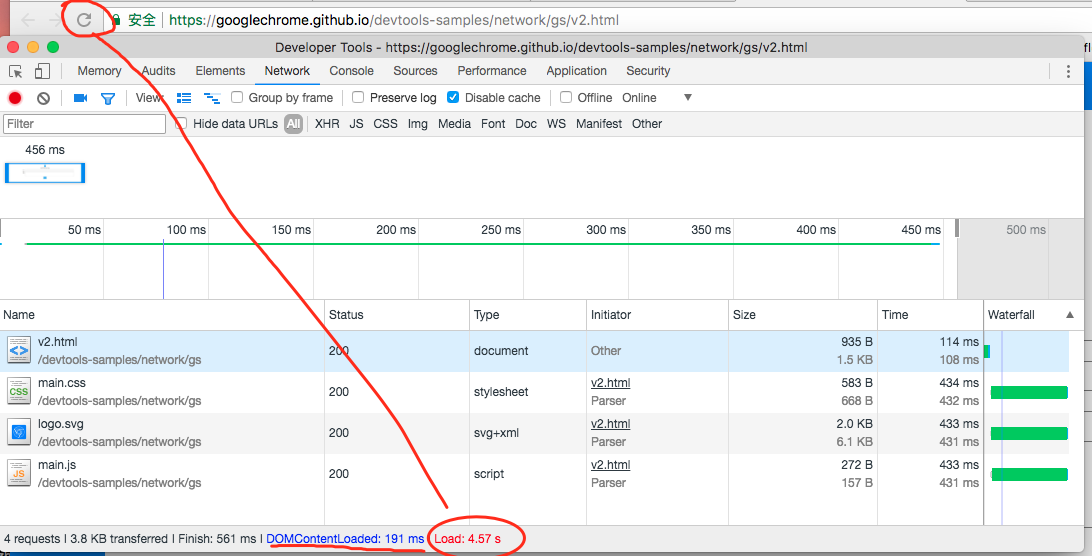 安全 https://googlechrome.github.io/devtools-samples/network/gs/v2.html
Developer Tools - https://googlechrome.github.io/devtools-samples/network/gs/v2.html
Memory Audits Elements Network Console Sources Performance Application Security
View: Group by frame Preserve log Disable cache Offline Online
Filter Hide data URLs All XHR JS CSS Img Media Font Doc WS Manifest Other
456 ms
50 ms 100 ms 150 ms 200 ms 250 ms 300 ms 350 ms 400 ms 450 ms 500 ms
Name Status Type Initiator Size Time Waterfall
v2.html 200 document Other 935 B 114 ms
/devtools-samples/network/gs 1.5 KB 108 ms
main.css 200 stylesheet v2.html 583 B 434 ms
CSS /devtools-samples/network/gs Parser 668 B 432 ms
logo.svg 200 svg+xml v2.html 2.0 KB 433 ms
/devtools-samples/network/gs Parser 6.1 KB 431 ms
main.js 200 script v2.html 272 B 433 ms
JS /devtools-samples/network/gs Parser 157 B 431 ms
4 requests | 3.8 KB transferred | Finish: 561 ms | DOMContentLoaded: 191 ms | Load: 4.57 s